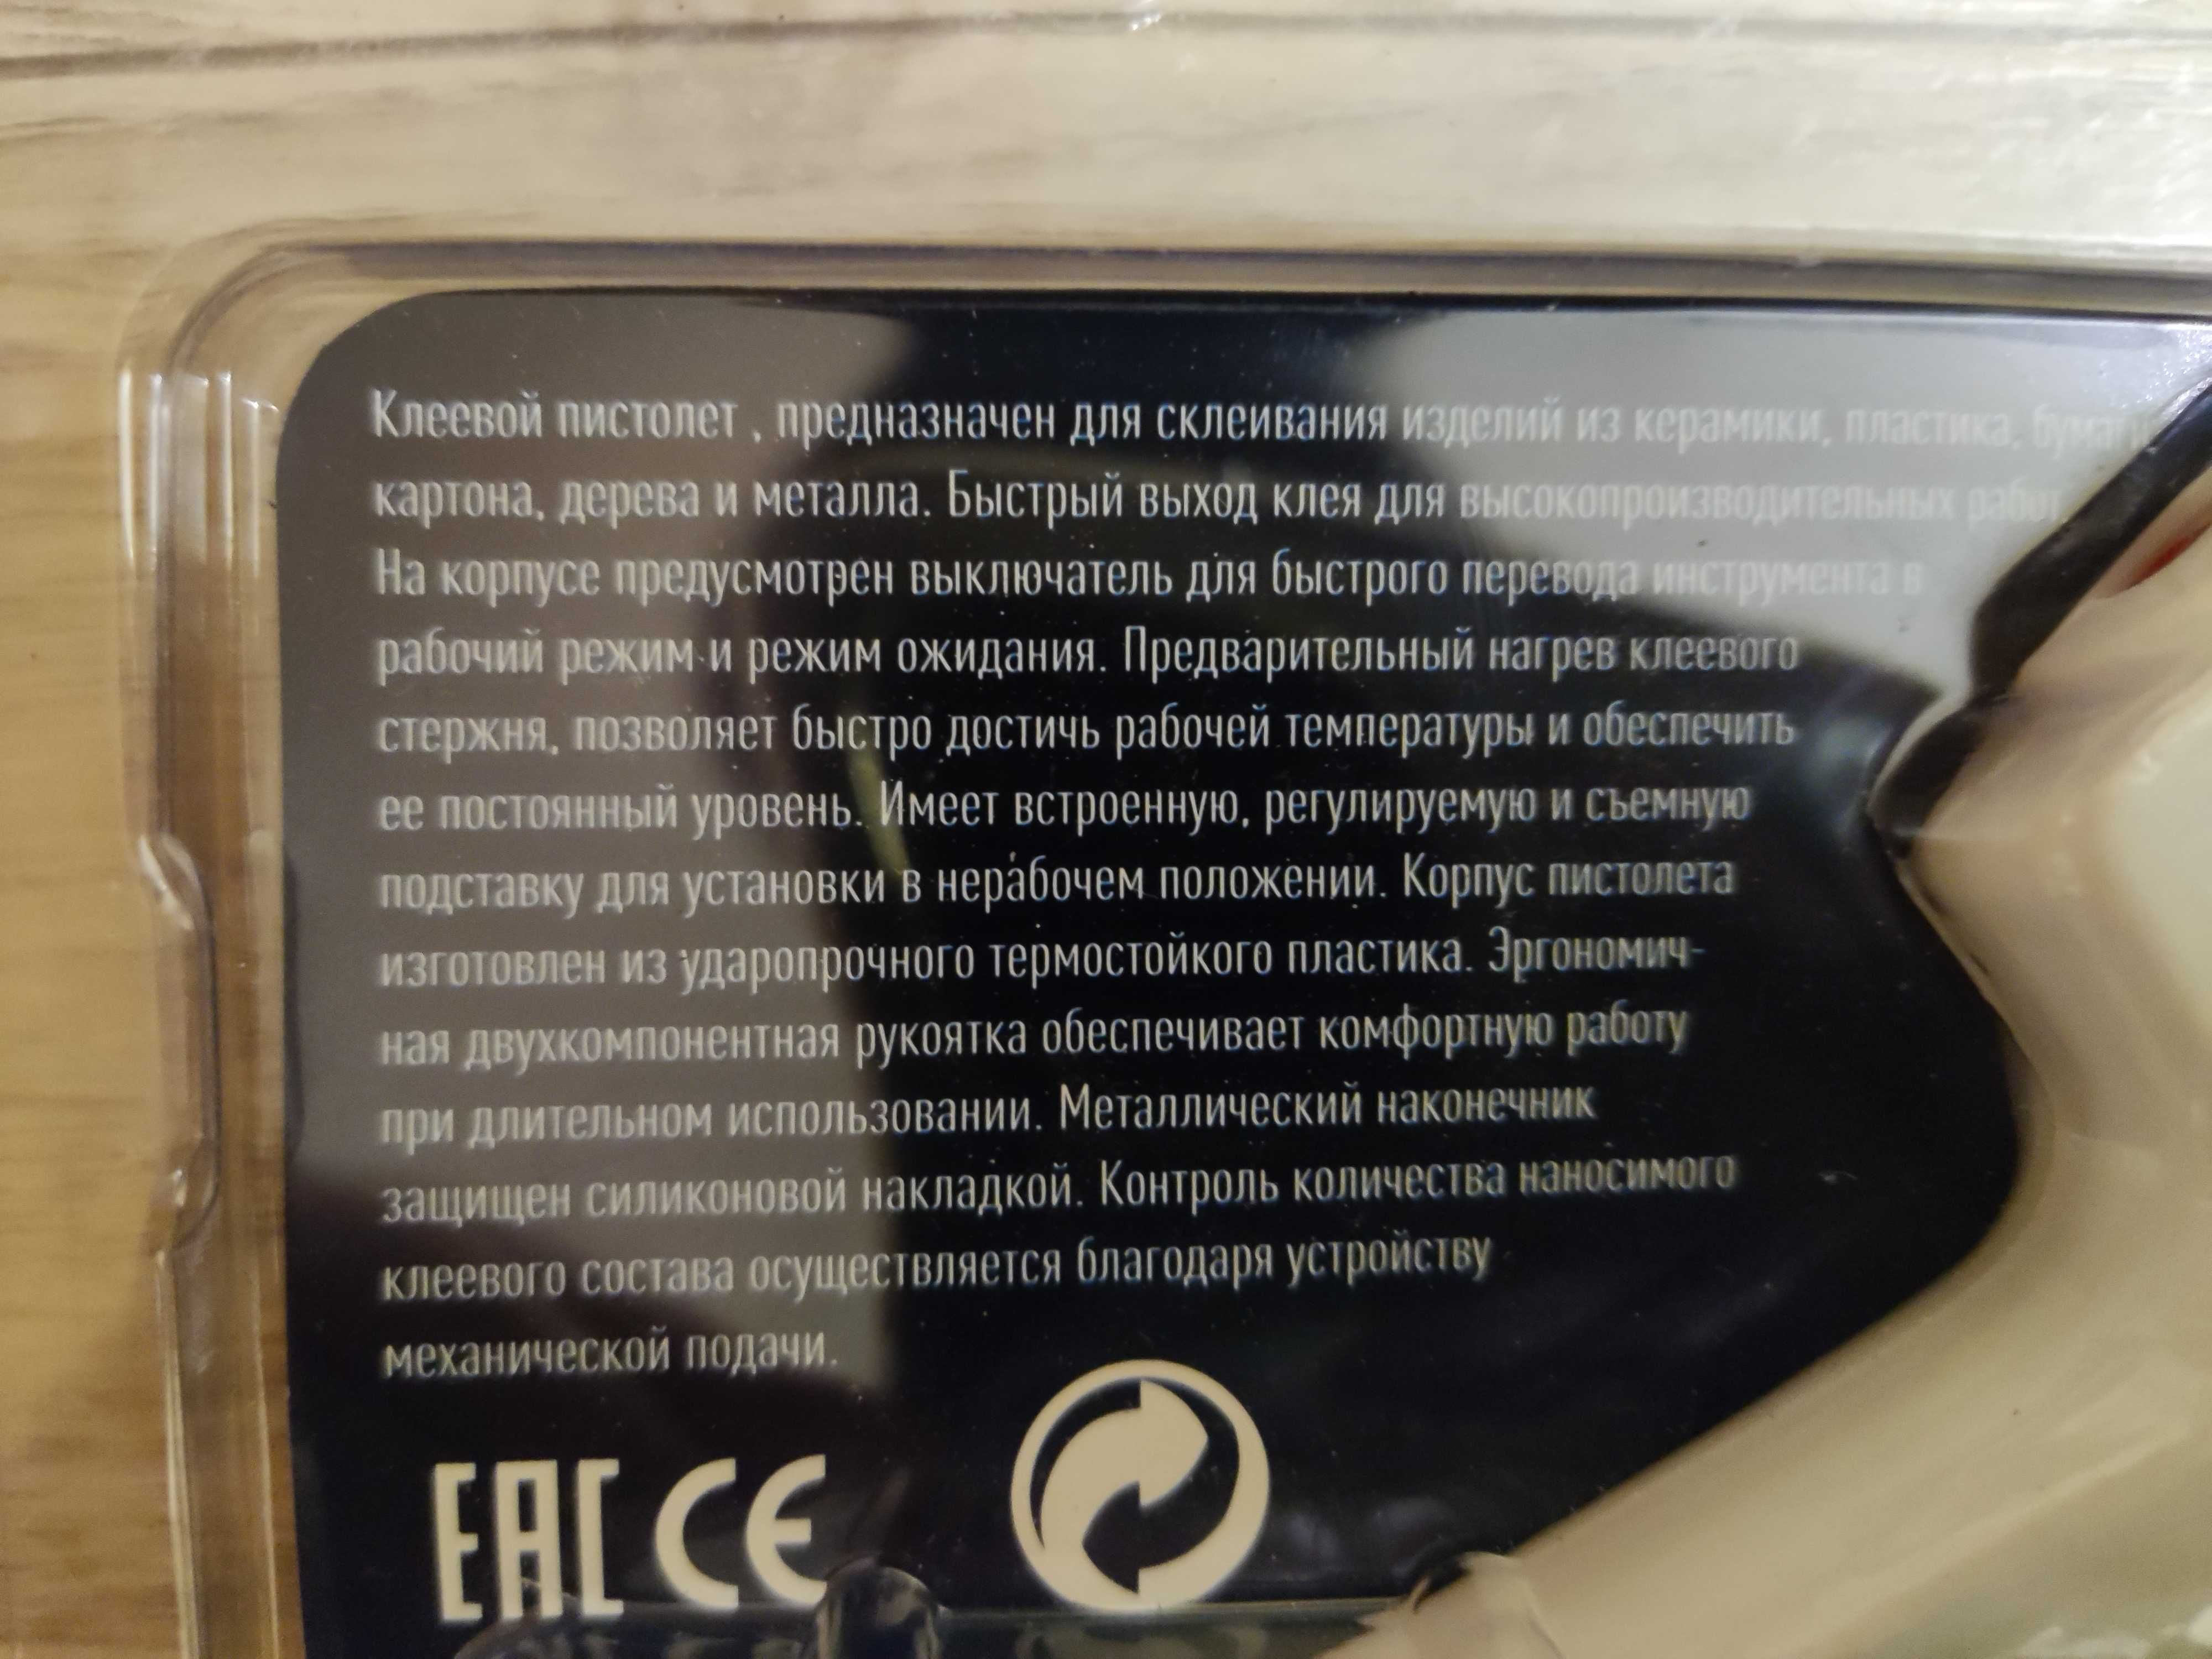 Клеевой пистолет , предназначен для склеивания изделий из керамики, пластика,
картона, дерева и металла. Быстрый выход клея для высокопроизводительных работ
На корпусе предусмотрен выключатель для быстрого перевода инструмента в
рабочий режим и режим ожидания. Предварительный нагрев клеевого
стержня, позволяет быстро достичь рабочей температуры и обеспечить
ее постоянный уровень. Имеет встроенную, регулируемую и съемную
подставку для установки в нерабочем положении. Корпус пистолета
изготовлен из ударопрочного термостойкого пластика. Эргономич-
ная двухкомпонентная рукоятка обеспечивает комфортную работу
при длительном использовании. Металлический наконечник
защищен силиконовой накладкой. Контроль количества наносимого
клеевого состава осуществляется благодаря устройству
механической подачи.
EAC CE